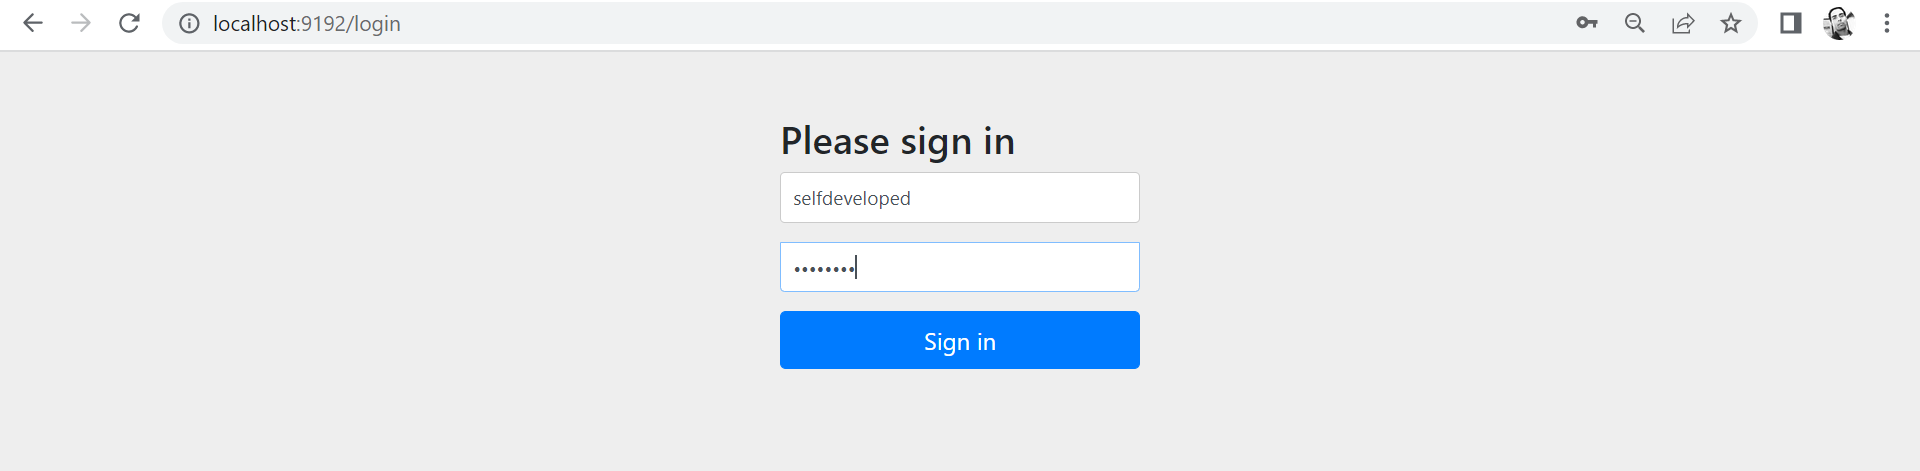 localhost:9192/login
Please sign in
selfdeveloped
••••••••
Sign in